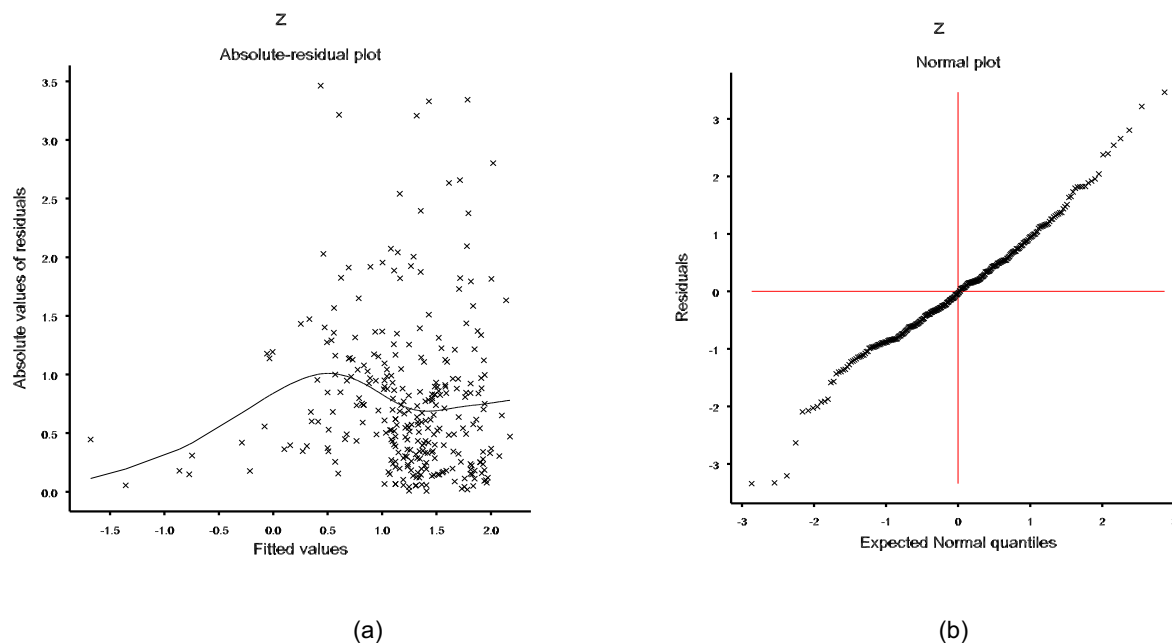 z
Absolute-residual plot
3.5
3.0
2.5
2.0
1.5
1.0
0.5
0.0
Absolute values of residuals
-1.5 -1.0 -0.5 0.0 0.5 1.0 1.5 2.0
Fitted values
(a)
z
Normal plot
3
2
1
0
-1
-2
-3
Residuals
-3 -2 -1 0 1 2 3
Expected Normal quantiles
(b)